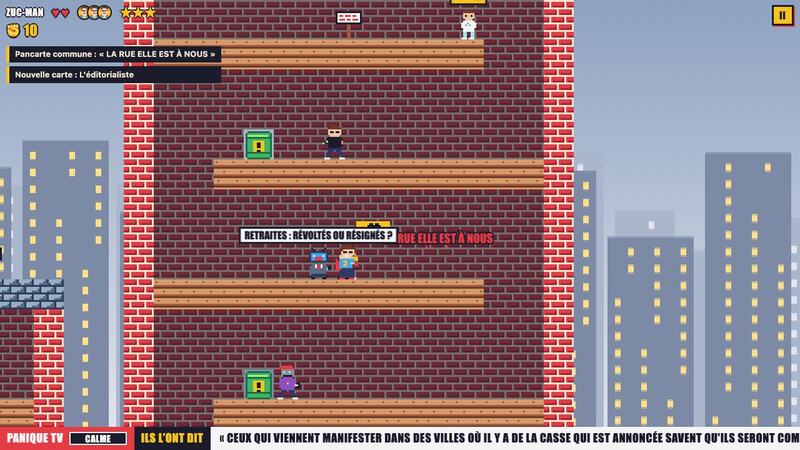 ZUC-MAN
10
Pancarte commune : « LA RUE ELLE EST À NOUS »
Nouvelle carte : L'éditorialiste
RETRAITES : RÉVOLTÉS OU RÉSIGNÉS ?
RUE ELLE EST À NOUS
PANIQUE TV
CALME
ILS L'ONT DIT
« CEUX QUI VIENNENT MANIFESTER DANS DES VILLES OÙ IL Y A DE LA CASSE QUI EST ANNONCÉE SAVENT QU'ILS SERONT COM